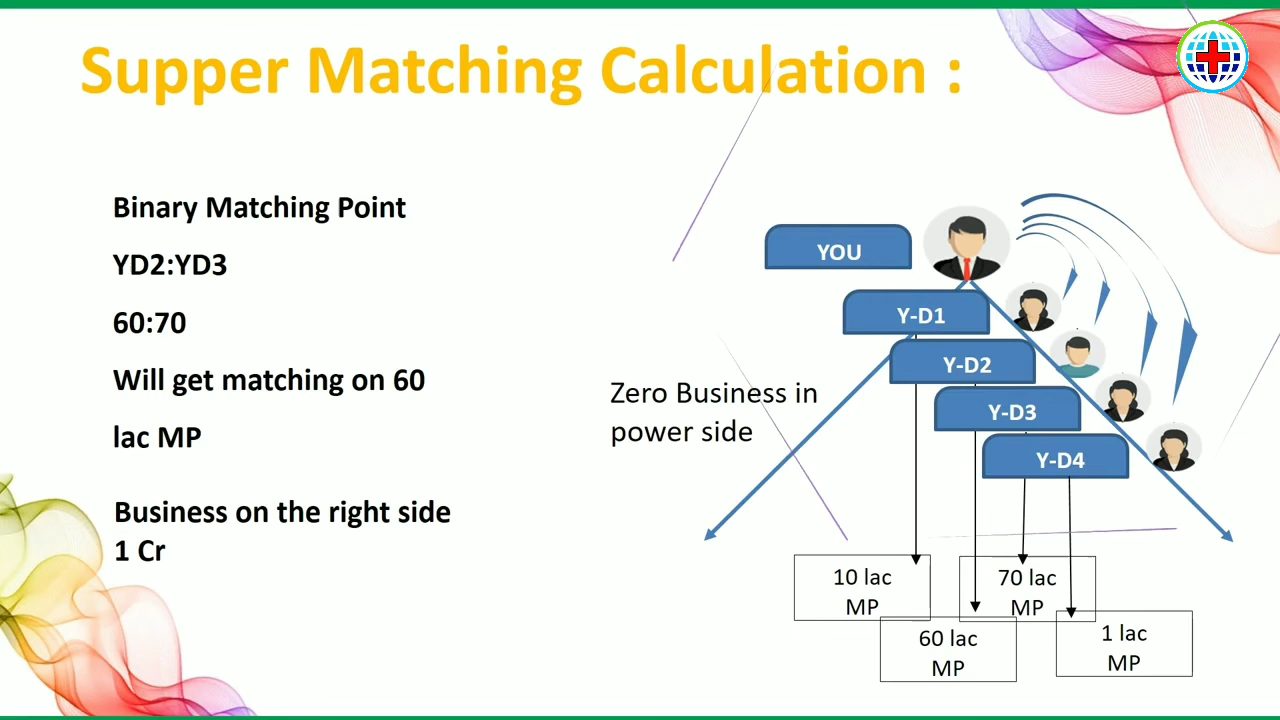 Supper Matching Calculation :
Binary Matching Point
YD2:YD3
60:70
Will get matching on 60
lac MP
Business on the right side
1 Cr
YOU
Y-D1
Y-D2
Y-D3
Y-D4
Zero Business in
power side
10 lac
MP
60 lac
MP
70 lac
MP
1 lac
MP